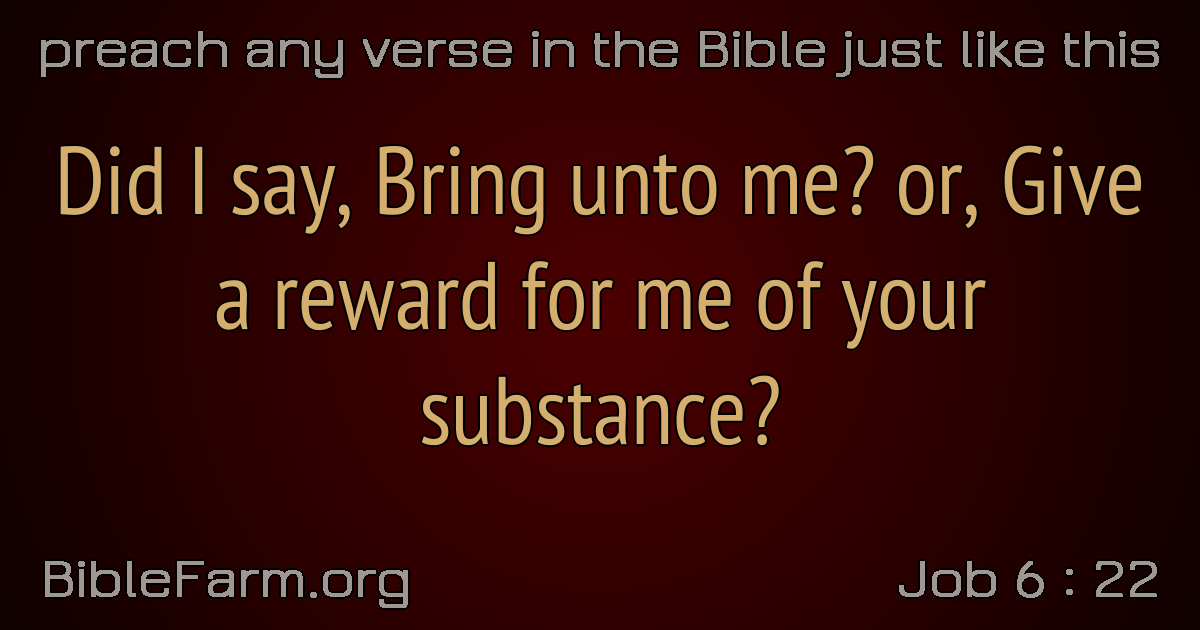 preach any verse in the Bible just like this
Did I say, Bring unto me? or, Give
a reward for me of your
substance?
BibleFarm.org
Job 6 : 22